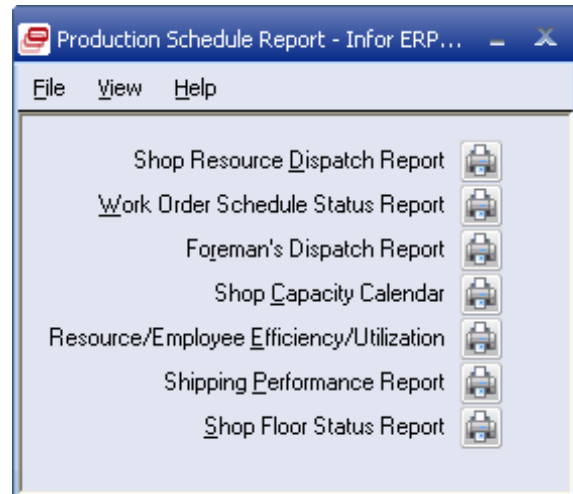 Production Schedule Report - Infor ERP...
File View Help
Shop Resource Dispatch Report
Work Order Schedule Status Report
Foreman's Dispatch Report
Shop Capacity Calendar
Resource/Employee Efficiency/Utilization
Shipping Performance Report
Shop Floor Status Report